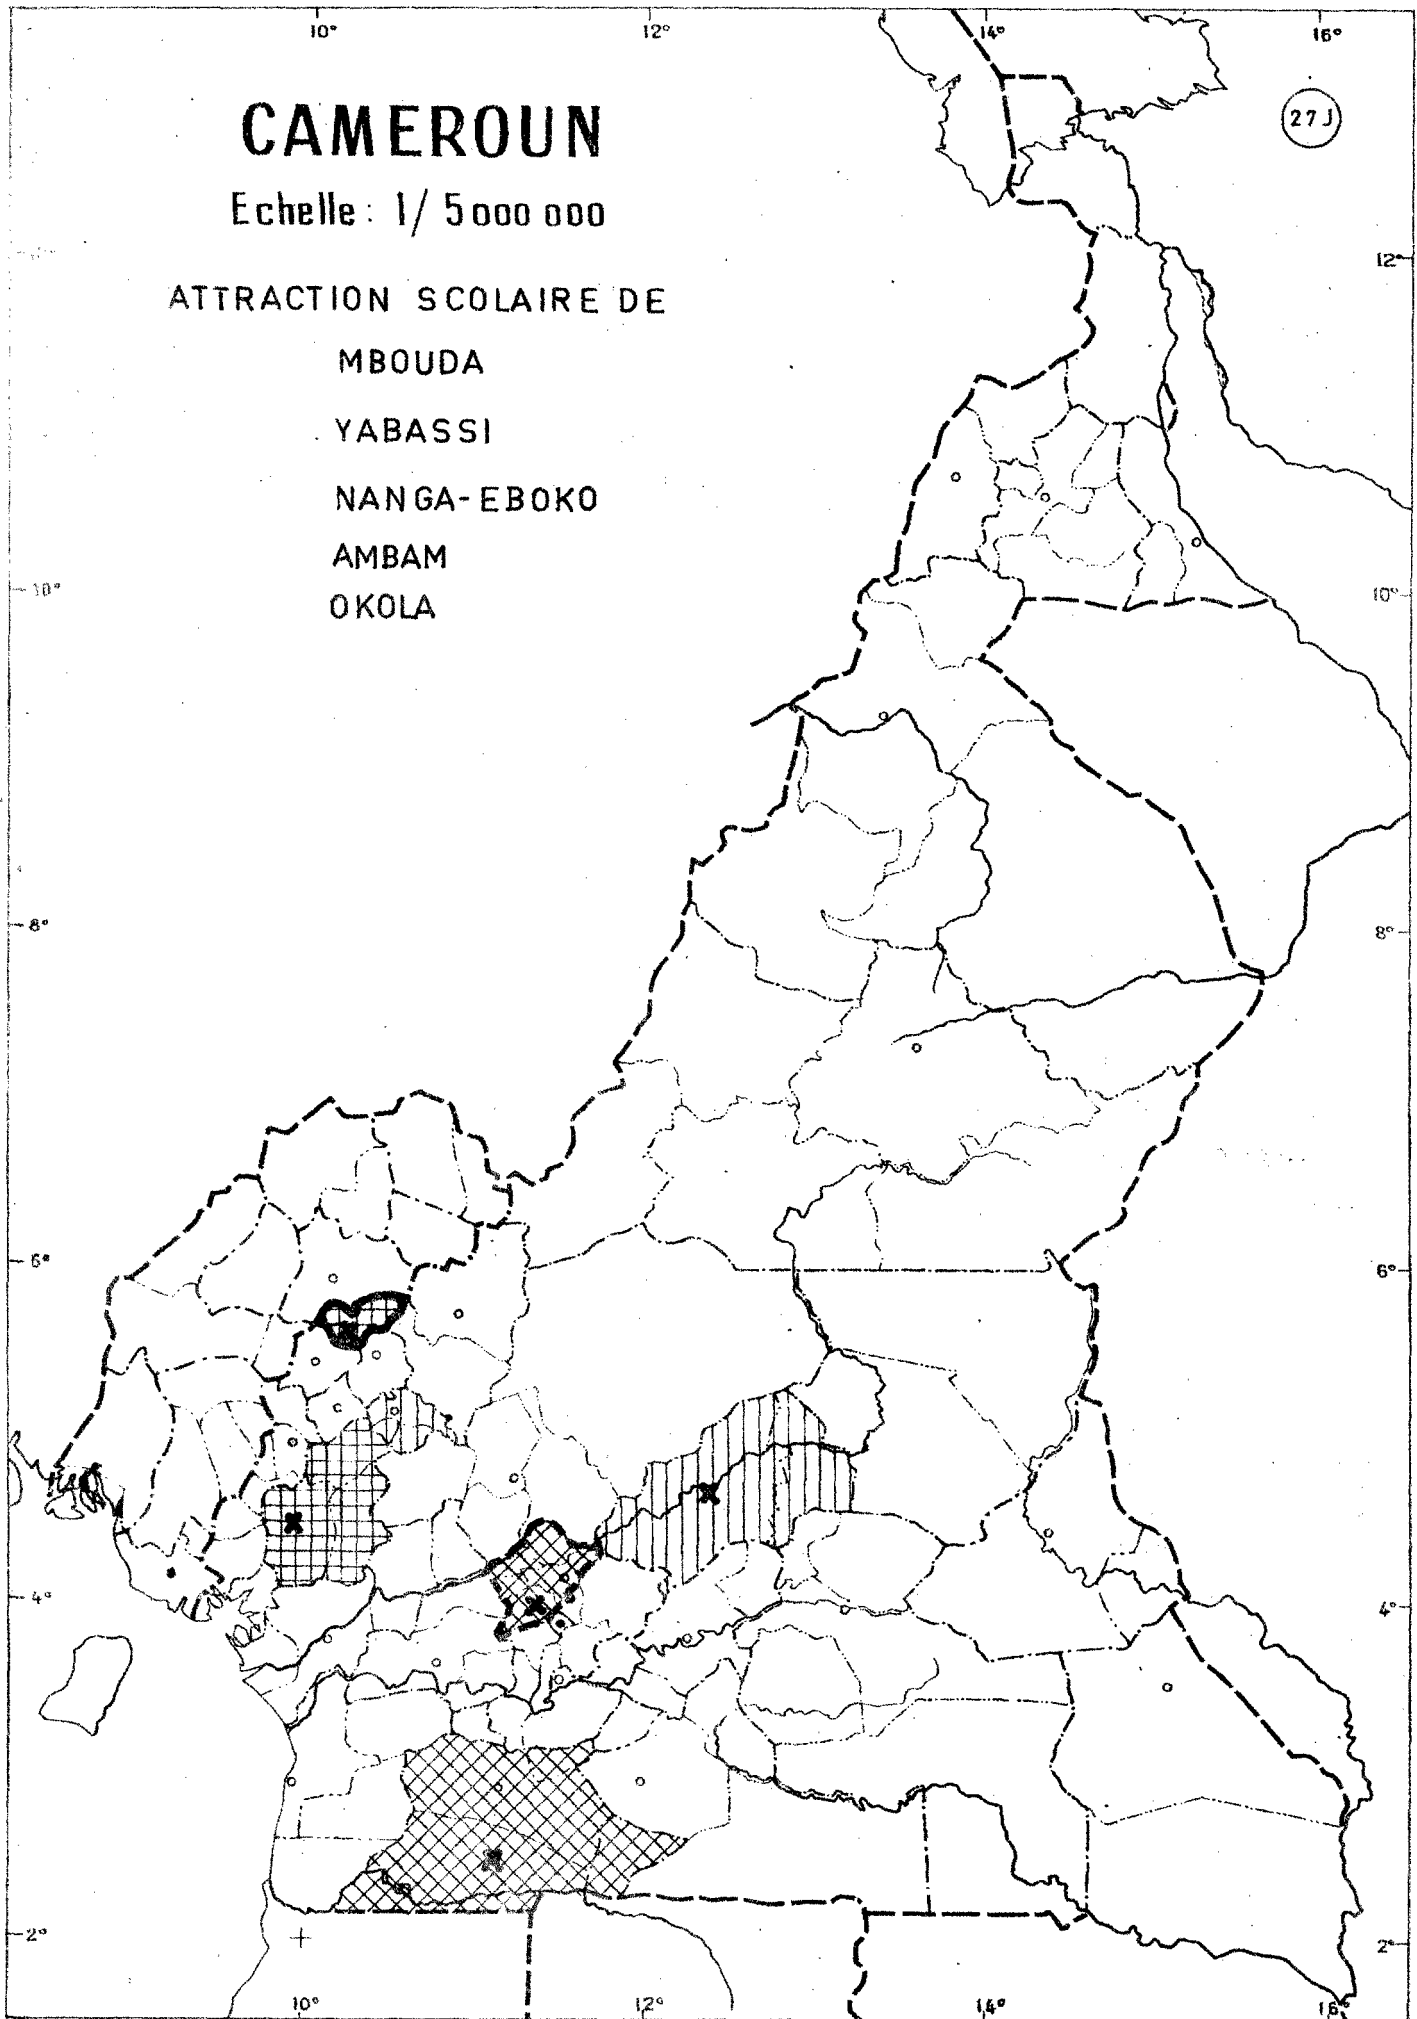 10° 12° 14° 16°
27J
CAMEROUN
Echelle: 1/ 5 000 000
12°
ATTRACTION SCOLAIRE DE
MBOUDA
YABASSI
NANGA-EBOKO
AMBAM
OKOLA
10° 10°
8° 8°
6° 6°
4° 4°
2° 2°
10° 12° 14° 16°